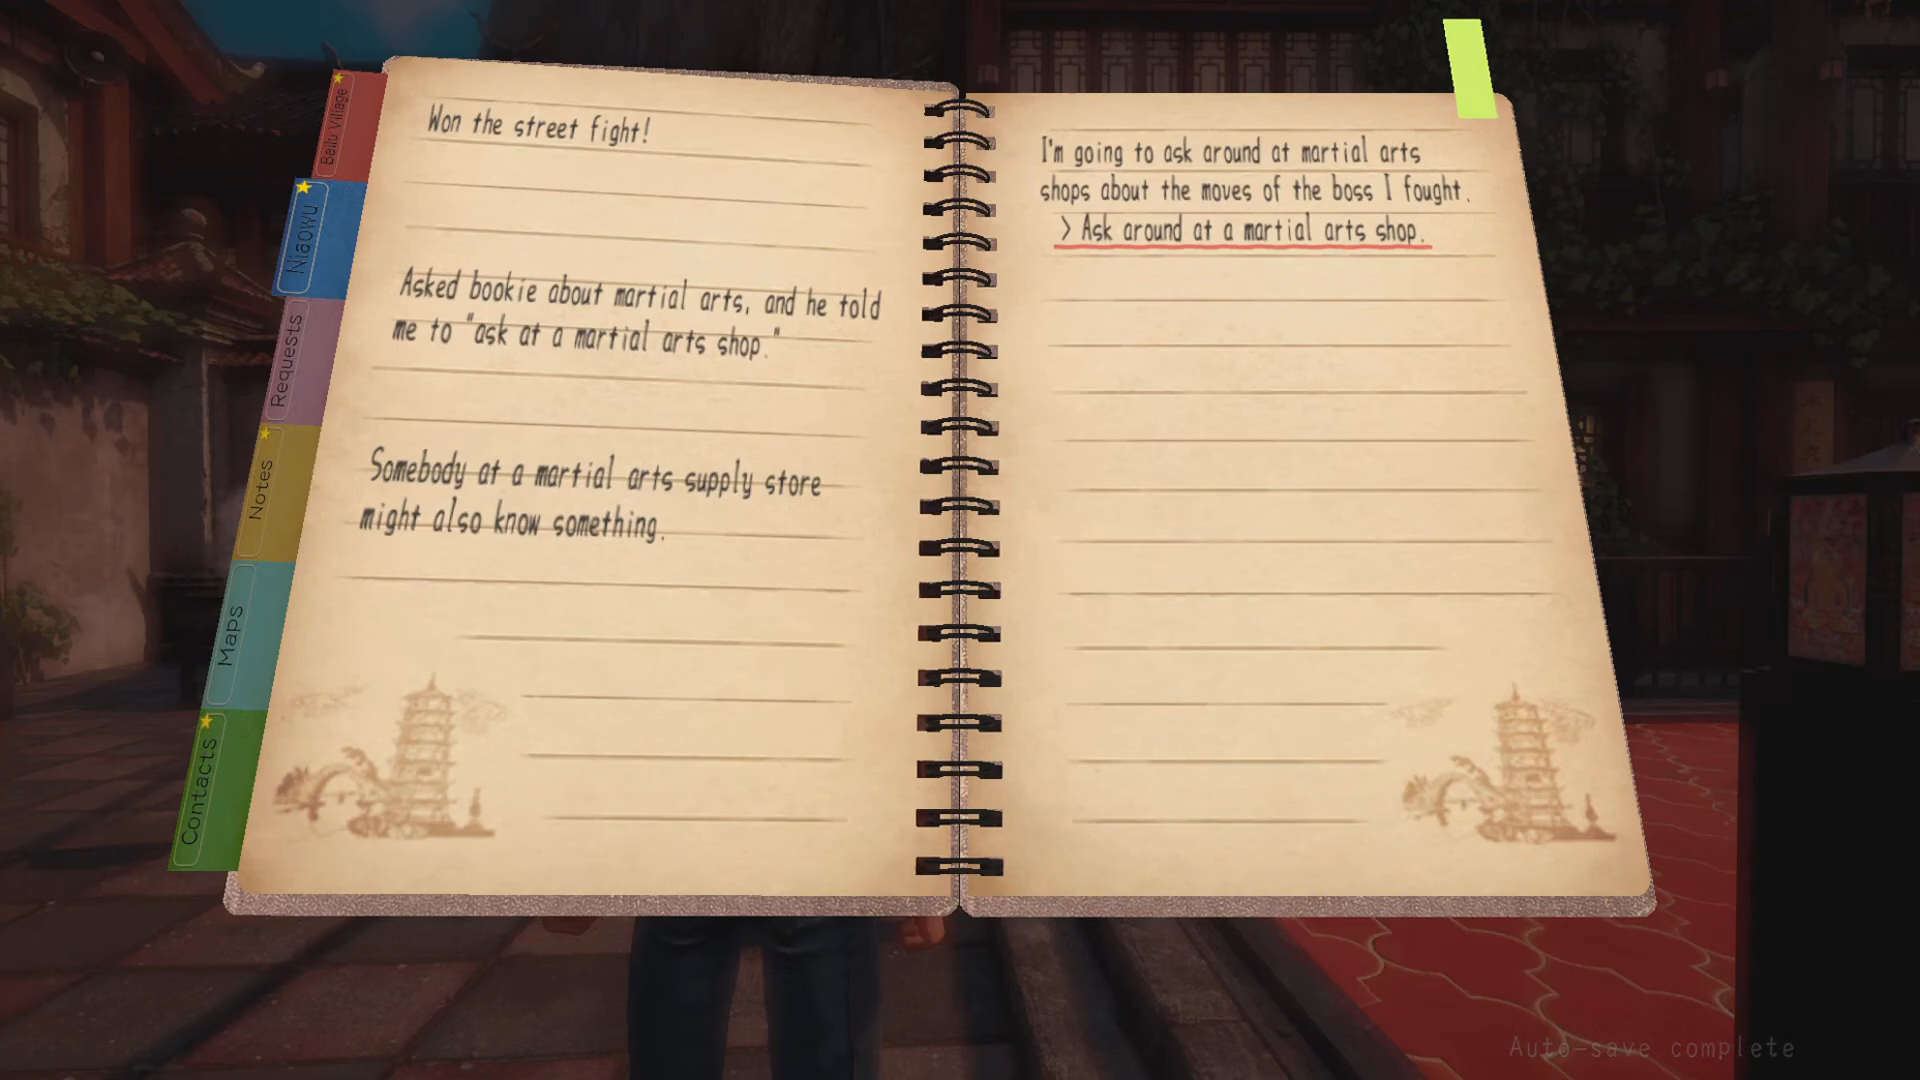 Bailu Village
Niaowu
Requests
Notes
Maps
Contacts
Won the street fight!
Asked bookie about martial arts, and he told
me to "ask at a martial arts shop."
Somebody at a martial arts supply store
might also know something.
I'm going to ask around at martial arts
shops about the moves of the boss I fought.
> Ask around at a martial arts shop.
Auto-save complete